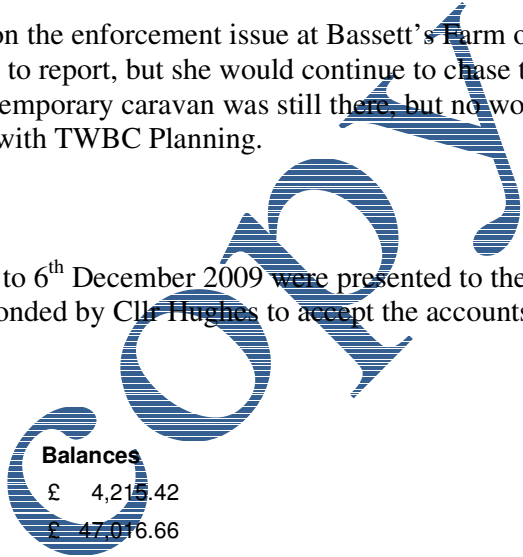 on the enforcement issue at Bassett's Farm o
to report, but she would continue to chase t
emporary caravan was still there, but no wo
with TWBC Planning.
to 6th December 2009 were presented to the
onded by Cllr Hughes to accept the accounts
Balances
£ 4,215.42
£ 47,016.66
copy